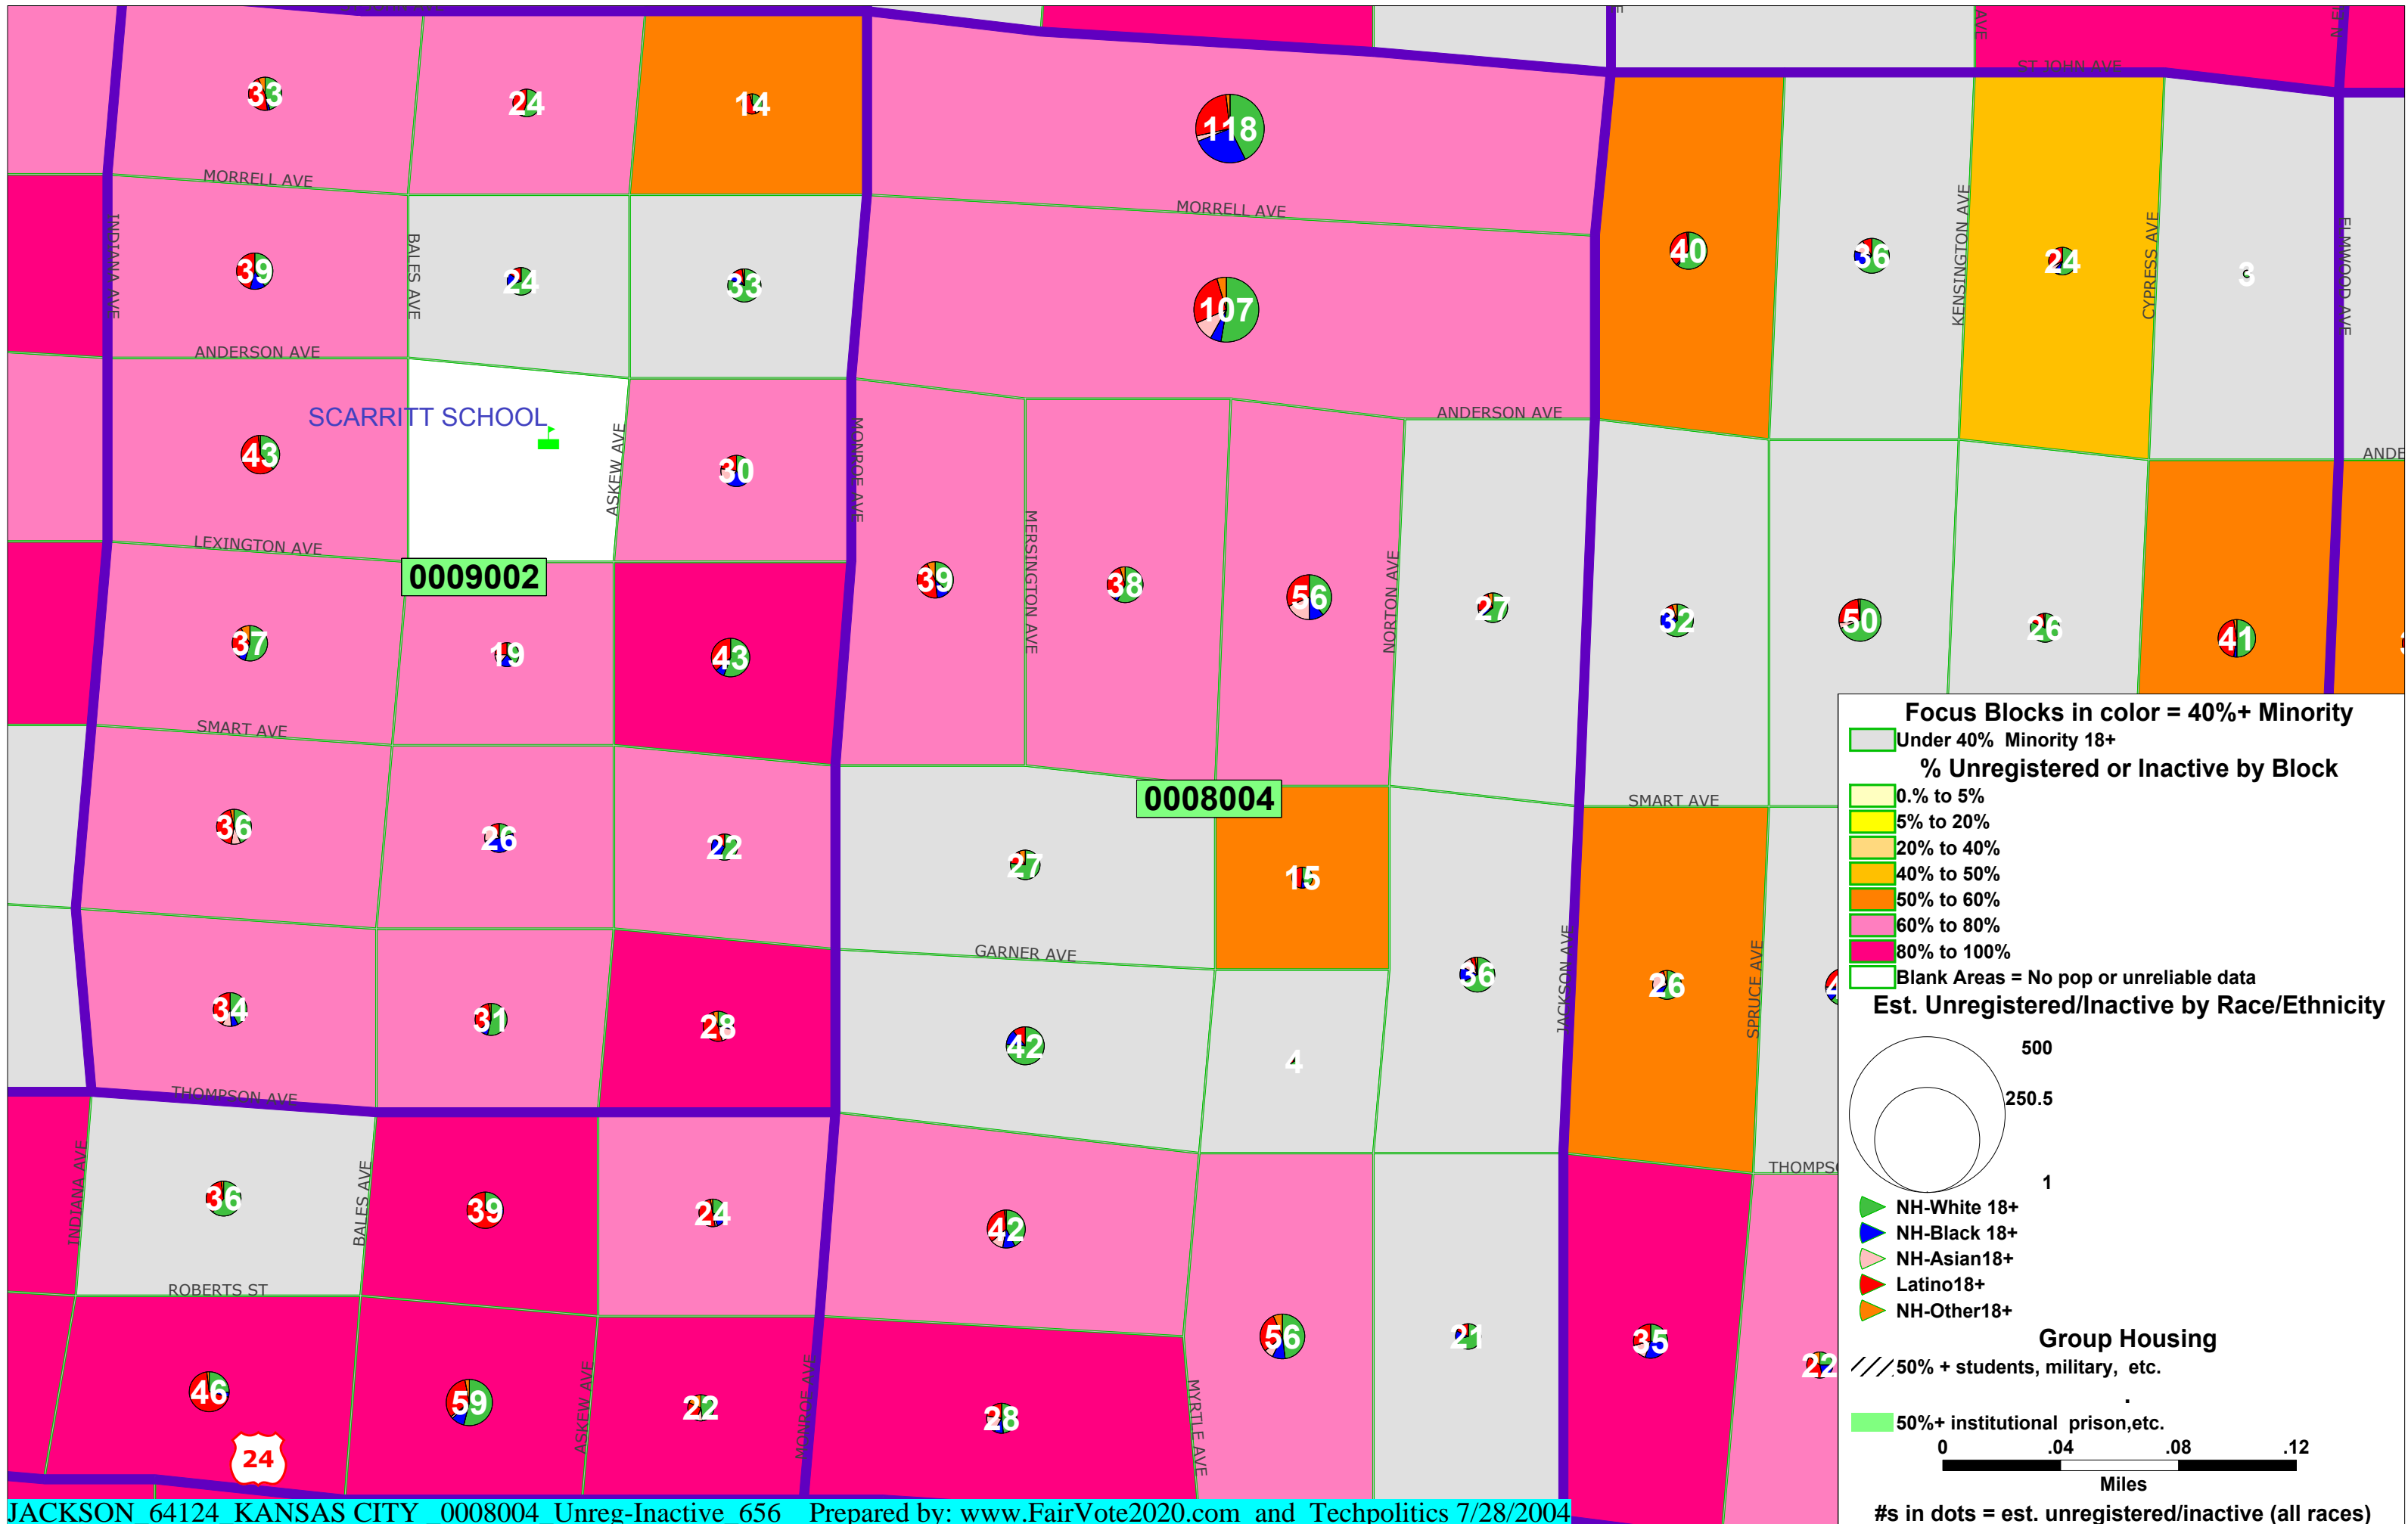 ST JOHN AVE
AVE
ST JOHN AVE
33
24
14
118
MORRELL AVE
MORRELL AVE
INDIANA AVE
BALES AVE
39
24
33
107
40
36
24
3
KENSINGTON AVE
CYPRESS AVE
ELMWOOD AVE
ANDERSON AVE
ANDERSON AVE
ANDE
SCARRITT SCHOOL
43
ASKEW AVE
30
MONROE AVE
LEXINGTON AVE
0009002
MERSINGTON AVE
NORTON AVE
39
38
56
27
32
50
26
41
37
19
43
SMART AVE
0008004
SMART AVE
36
26
22
27
15
GARNER AVE
JACKSON AVE
SPRUCE AVE
36
26
34
31
28
42
4
THOMPSON AVE
THOMPS
INDIANA AVE
BALES AVE
36
39
24
42
ROBERTS ST
46
59
22
28
56
21
35
22
ASKEW AVE
MONROE AVE
MYRTLE AVE
24
Focus Blocks in color = 40%+ Minority
Under 40% Minority 18+
% Unregistered or Inactive by Block
0.% to 5%
5% to 20%
20% to 40%
40% to 50%
50% to 60%
60% to 80%
80% to 100%
Blank Areas = No pop or unreliable data
Est. Unregistered/Inactive by Race/Ethnicity
500
250.5
1
NH-White 18+
NH-Black 18+
NH-Asian18+
Latino18+
NH-Other18+
Group Housing
50% + students, military, etc.
.
50%+ institutional prison,etc.
0 .04 .08 .12
Miles
#s in dots = est. unregistered/inactive (all races)
JACKSON 64124 KANSAS CITY 0008004 Unreg-Inactive 656 Prepared by: www.FairVote2020.com and Techpolitics 7/28/2004